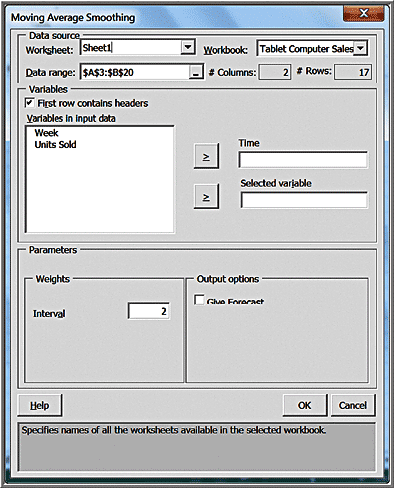 Moving Average Smoothing
Data source
Worksheet: Sheet1 Workbook: Tablet Computer Sales
Data range: $A$3:$B$20 ... # Columns: 2 # Rows: 17
Variables
First row contains headers
Variables in input data
Week
Units Sold
> Time
> Selected variable
Parameters
Weights
Interval 2
Output options
Give Forecast
Help OK Cancel
Specifies names of all the worksheets available in the selected workbook.